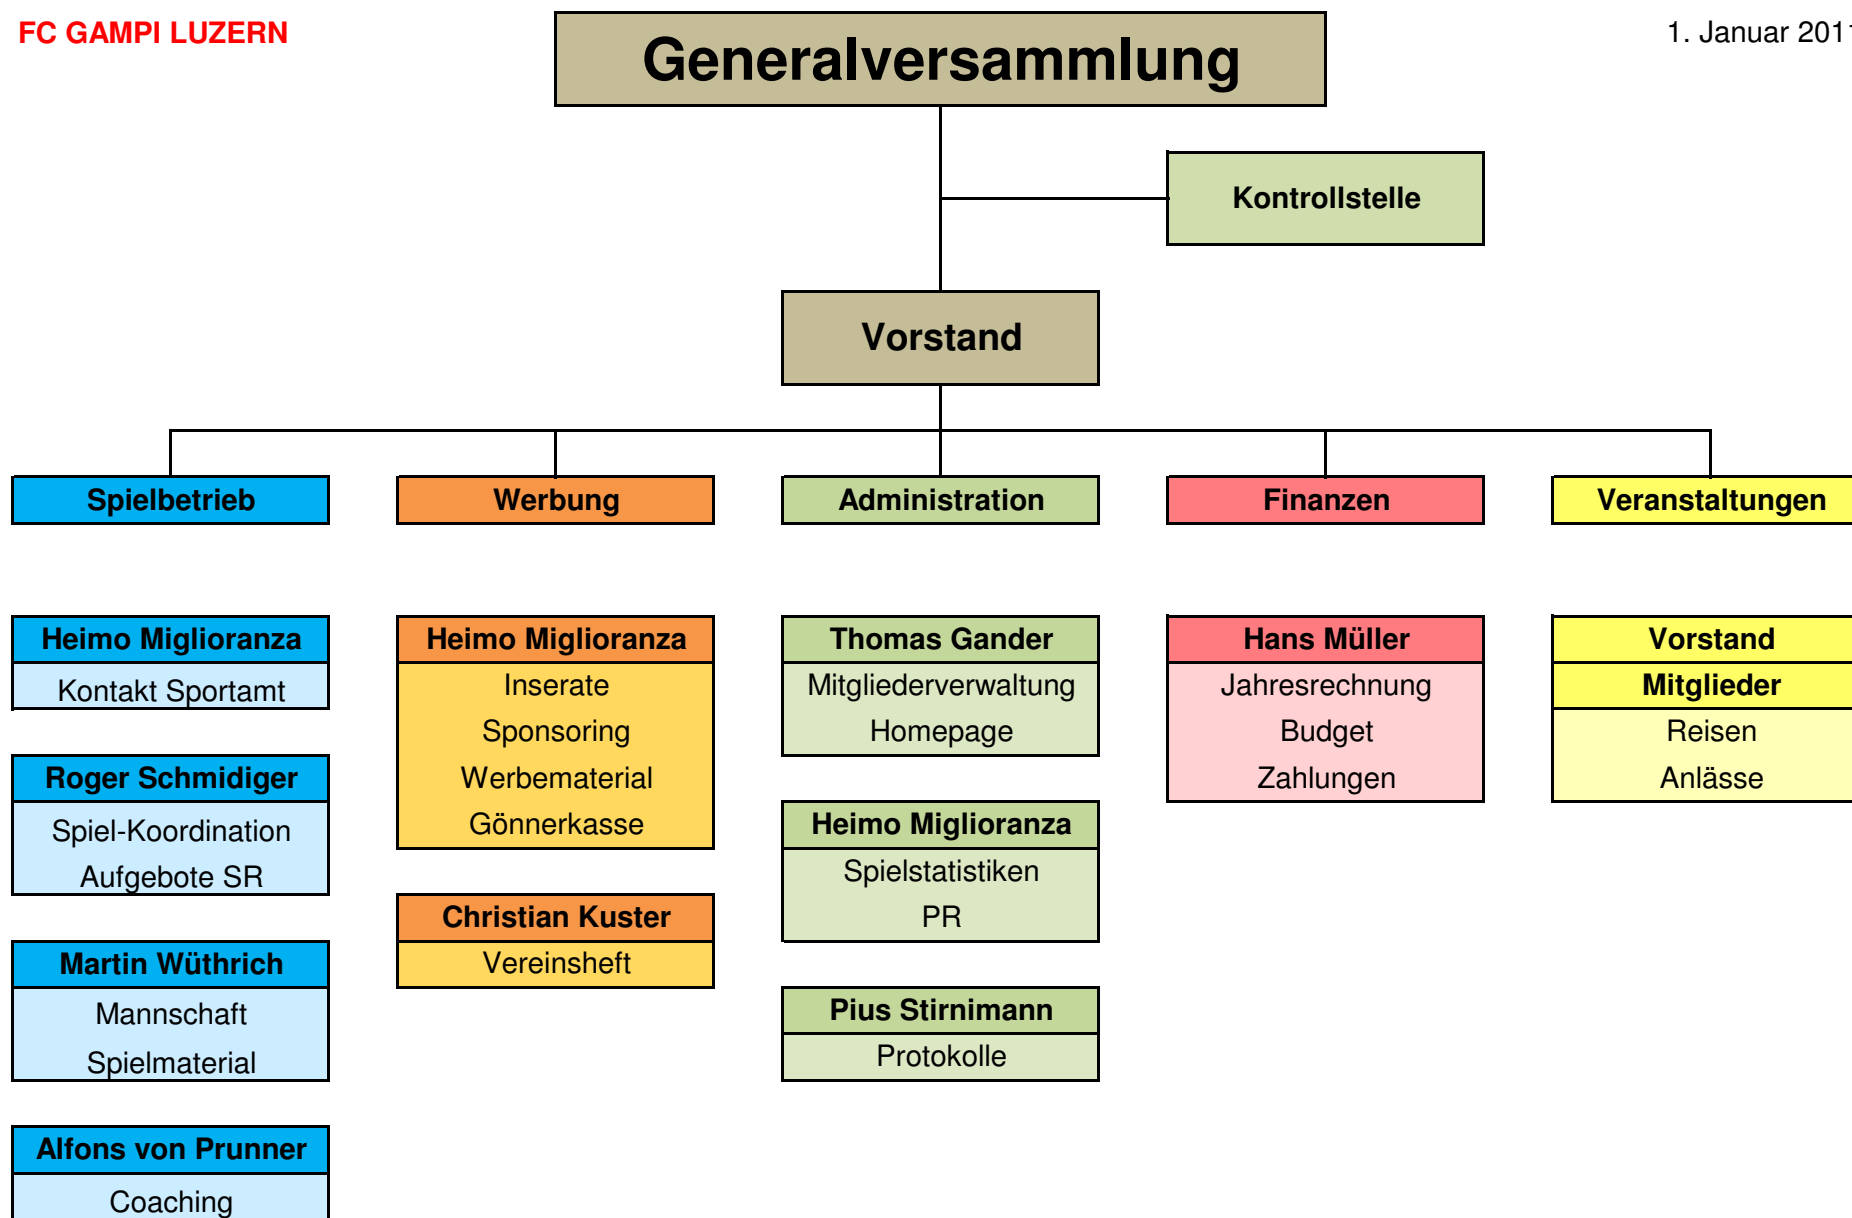 FC GAMPI LUZERN
Generalversammlung
1. Januar 2011
Kontrollstelle
Vorstand
Spielbetrieb
Werbung
Administration
Finanzen
Veranstaltungen
Heimo Miglioranza
Kontakt Sportamt
Roger Schmidiger
Spiel-Koordination
Aufgebote SR
Martin Wüthrich
Mannschaft
Spielmaterial
Alfons von Prunner
Coaching
Heimo Miglioranza
Inserate
Sponsoring
Werbematerial
Gönnerkasse
Christian Kuster
Vereinsheft
Thomas Gander
Mitgliederverwaltung
Homepage
Heimo Miglioranza
Spielstatistiken
PR
Pius Stirnimann
Protokolle
Hans Müller
Jahresrechnung
Budget
Zahlungen
Vorstand
Mitglieder
Reisen
Anlässe